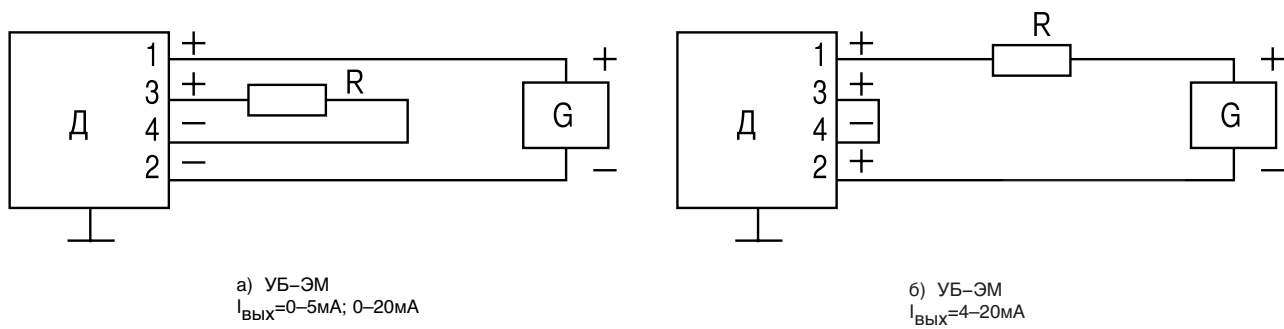 1 +
3 +
4 −
2 −
Д
R
G
+
−
а) УБ–ЭМ
Iвых=0–5мА; 0–20мА
1 +
3 +
4 −
2 +
Д
R
G
+
−
б) УБ–ЭМ
Iвых=4–20мА